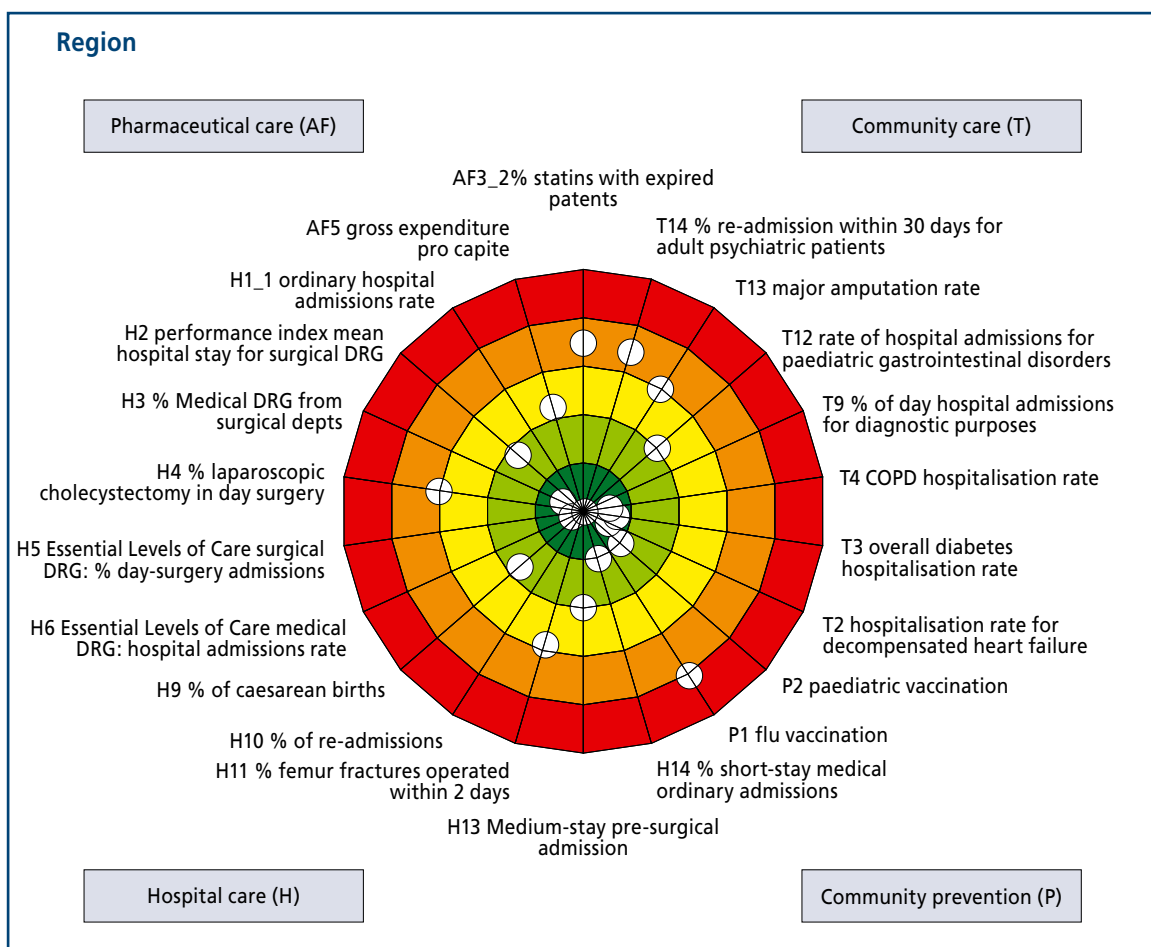 Region
Pharmaceutical care (AF)
Community care (T)
AF3_2% statins with expired
patents
AF5 gross expenditure
pro capite
T14 % re-admission within 30 days for
adult psychiatric patients
H1_1 ordinary hospital
admissions rate
T13 major amputation rate
H2 performance index mean
hospital stay for surgical DRG
T12 rate of hospital admissions for
paediatric gastrointestinal disorders
H3 % Medical DRG from
surgical depts
T9 % of day hospital admissions
for diagnostic purposes
H4 % laparoscopic
cholecystectomy in day surgery
T4 COPD hospitalisation rate
H5 Essential Levels of Care surgical
DRG: % day-surgery admissions
T3 overall diabetes
hospitalisation rate
H6 Essential Levels of Care medical
DRG: hospital admissions rate
T2 hospitalisation rate for
decompensated heart failure
H9 % of caesarean births
P2 paediatric vaccination
H10 % of re-admissions
P1 flu vaccination
H11 % femur fractures operated
within 2 days
H14 % short-stay medical
ordinary admissions
H13 Medium-stay pre-surgical
admission
Hospital care (H)
Community prevention (P)